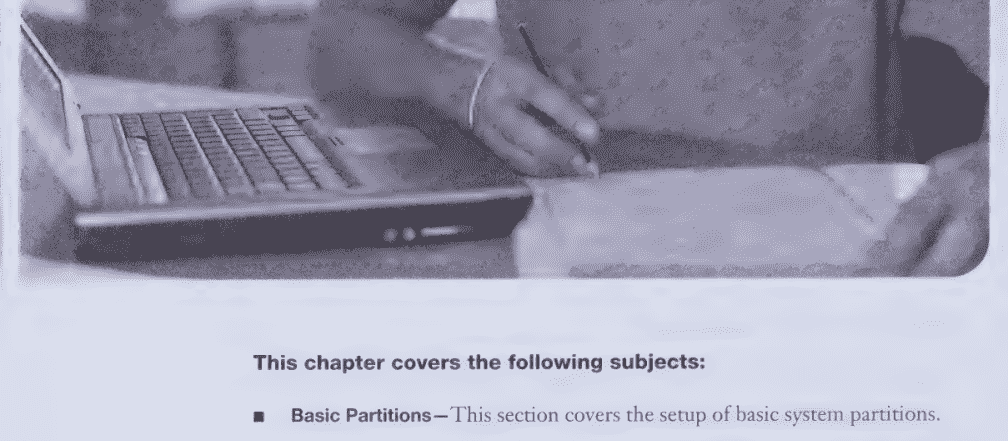 This chapter covers the following subjects:
■ Basic Partitions—This section covers the setup of basic system partitions.